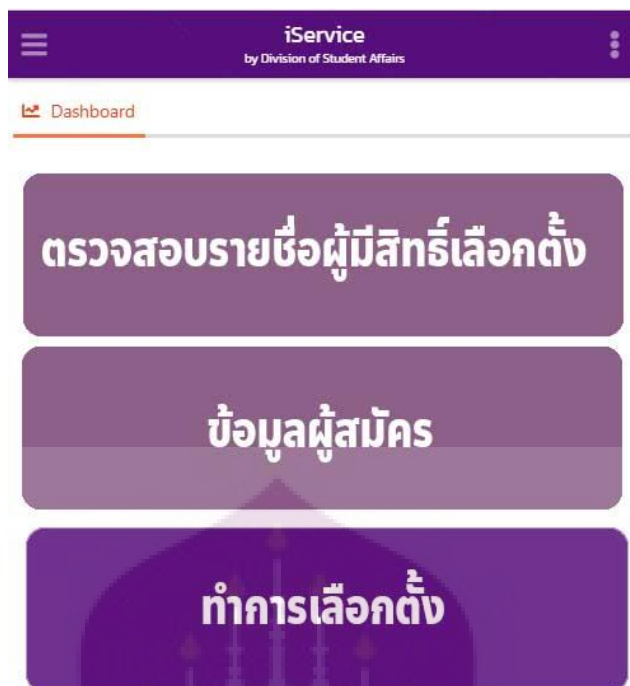 iService
by Division of Student Affairs
Dashboard
ตรวจสอบรายชื่อผู้มีสิทธิ์เลือกตั้ง
ข้อมูลผู้สมัคร
ทำการเลือกตั้ง